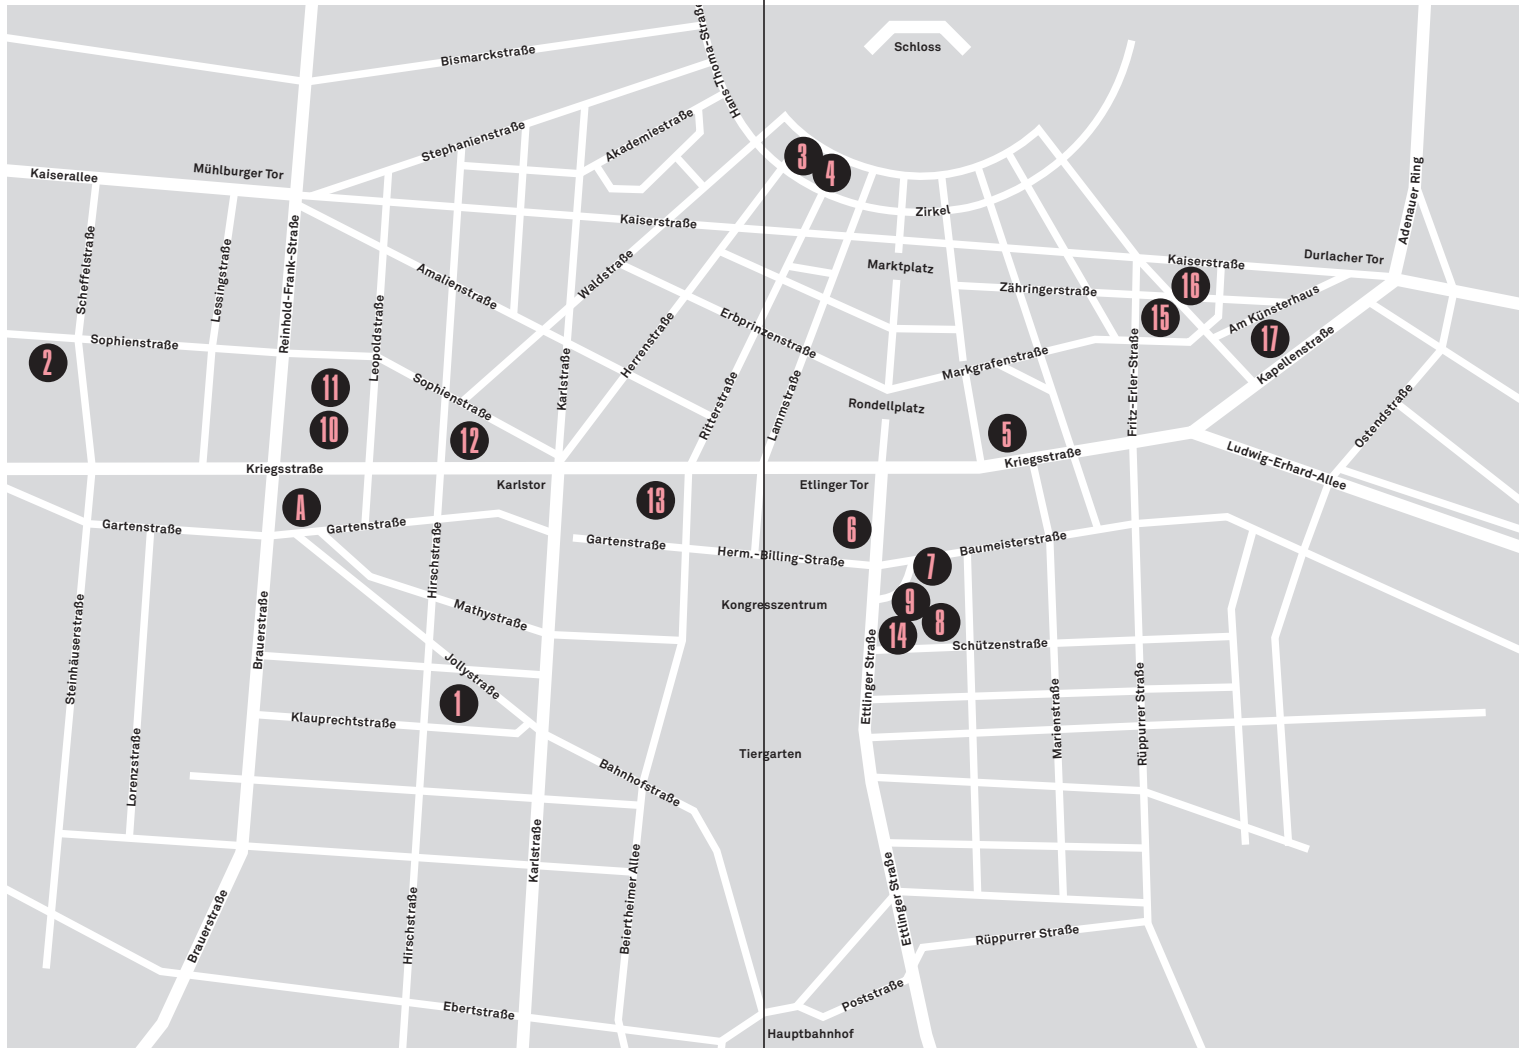 Schloss
Bismarckstraße
Hans-Thoma-Straße
Stephanienstraße
Akademiestraße
3
4
Mühlburger Tor
Kaiserallee
Adenauer Ring
Kaiserstraße
Zirkel
Scheffelstraße
Lessingstraße
Reinhold-Frank-Straße
Amalienstraße
Waldstraße
Marktplatz
Kaiserstraße
Durlacher Tor
16
Zähringerstraße
15
Am Künsterhaus
17
Leopoldstraße
Erbprinzenstraße
Herrenstraße
Sophienstraße
2
Markgrafenstraße
Fritz-Erler-Straße
Kapellenstraße
11
Sophienstraße
Karlstraße
Ritterstraße
Lammstraße
Rondellplatz
Ostendstraße
10
12
5
Kriegsstraße
Kriegsstraße
Ludwig-Erhard-Allee
Karlstor
Etlinger Tor
A
13
Gartenstraße
Gartenstraße
6
Gartenstraße
Herm.-Billing-Straße
Baumeisterstraße
7
Hirschstraße
Kongresszentrum
9
8
14
Mathystraße
Steinhäuserstraße
Brauerstraße
Schützenstraße
Ettlinger Straße
Jollystraße
1
Klauprechtstraße
Marienstraße
Rüppurrer Straße
Lorenzstraße
Tiergarten
Bahnhofstraße
Karlstraße
Beiertheimer Allee
Ettlinger Straße
Brauerstraße
Hirschstraße
Rüppurrer Straße
Poststraße
Ebertstraße
Hauptbahnhof